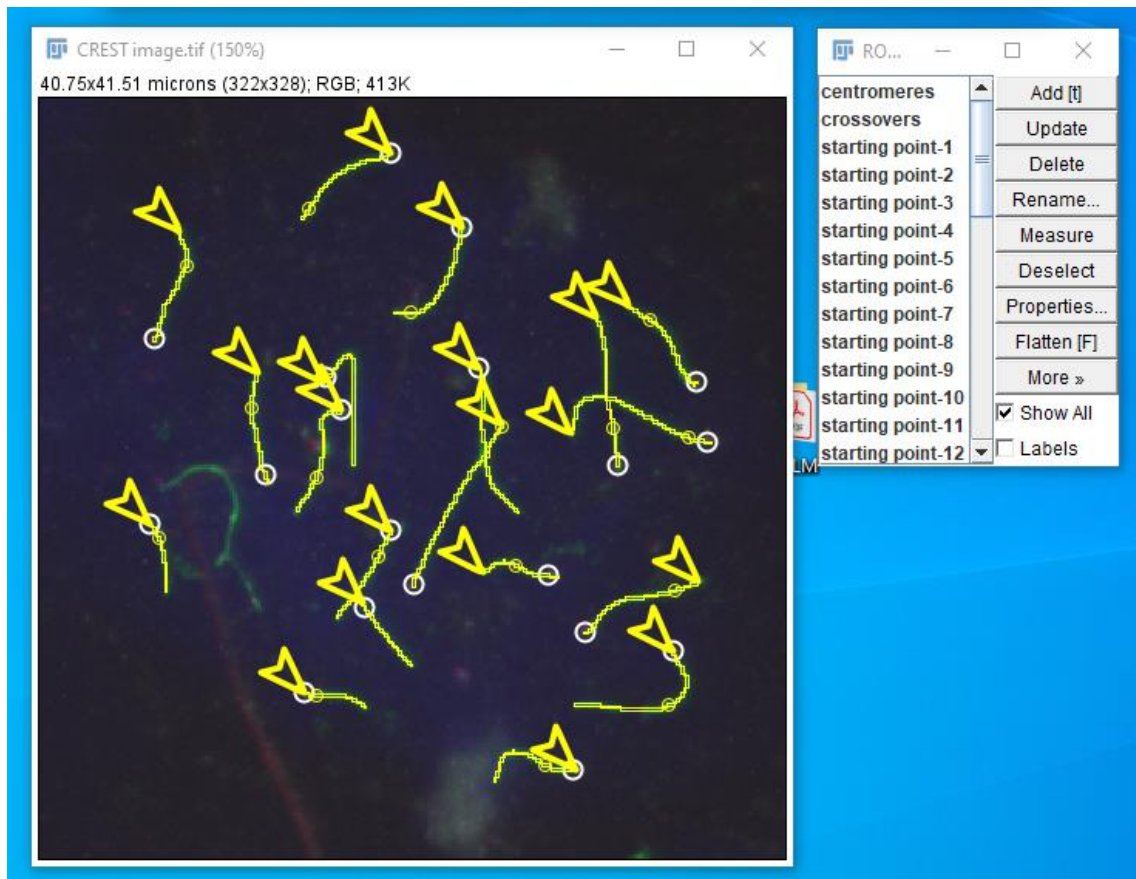 CREST image.tif (150%)
40.75x41.51 microns (322x328); RGB; 413K
RO...
centromeres
crossovers
starting point-1
starting point-2
starting point-3
starting point-4
starting point-5
starting point-6
starting point-7
starting point-8
starting point-9
starting point-10
starting point-11
starting point-12
Add [t]
Update
Delete
Rename...
Measure
Deselect
Properties...
Flatten [F]
More »
Show All
Labels
LM